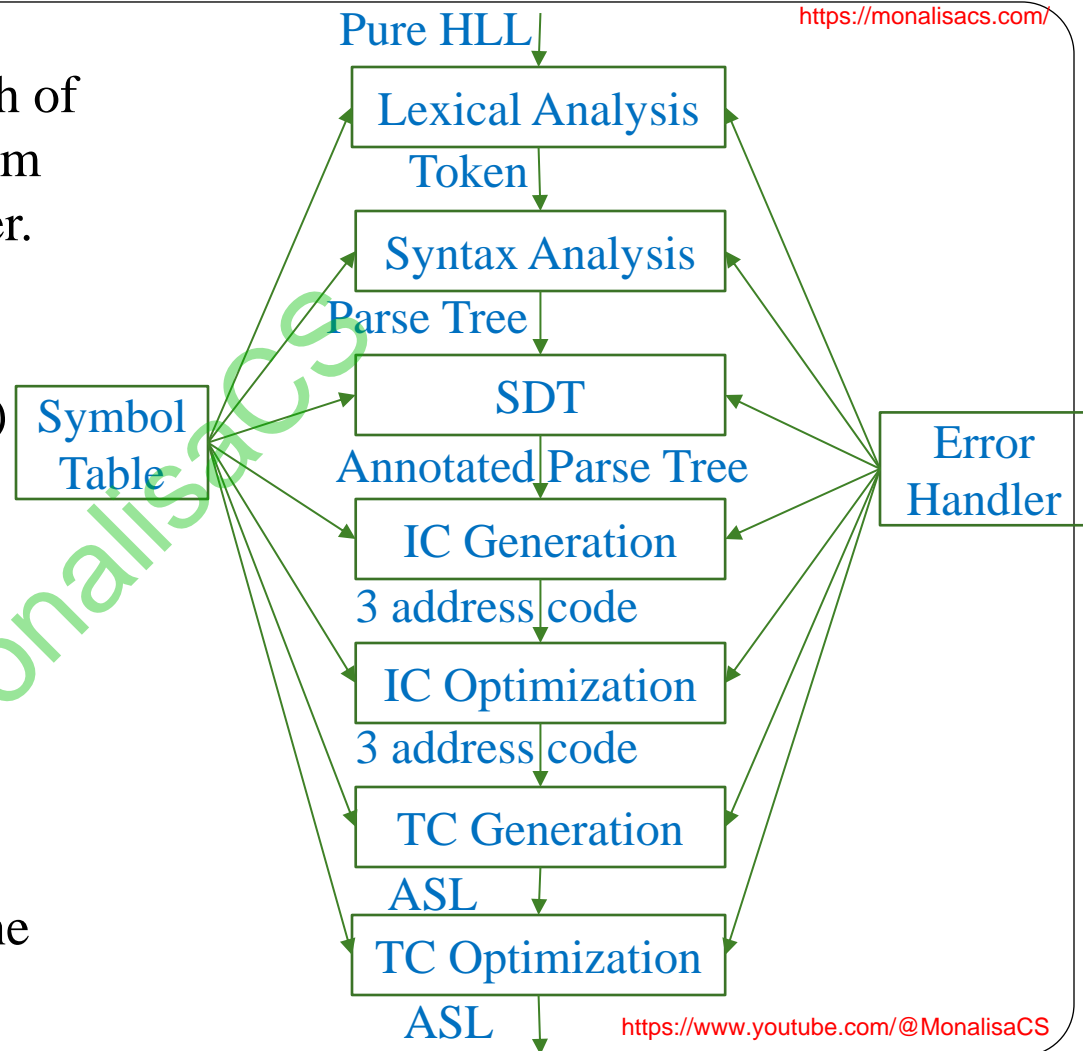 https://monalisacs.com/
Pure HLL
h of
Lexical Analysis
m
Token
er.
Syntax Analysis
Parse Tree
SDT
)
Symbol
Table
Annotated Parse Tree
Error
Handler
IC Generation
3 address code
IC Optimization
3 address code
TC Generation
ASL
ne
TC Optimization
ASL
https://www.youtube.com/@MonalisaCS
onalisaCS